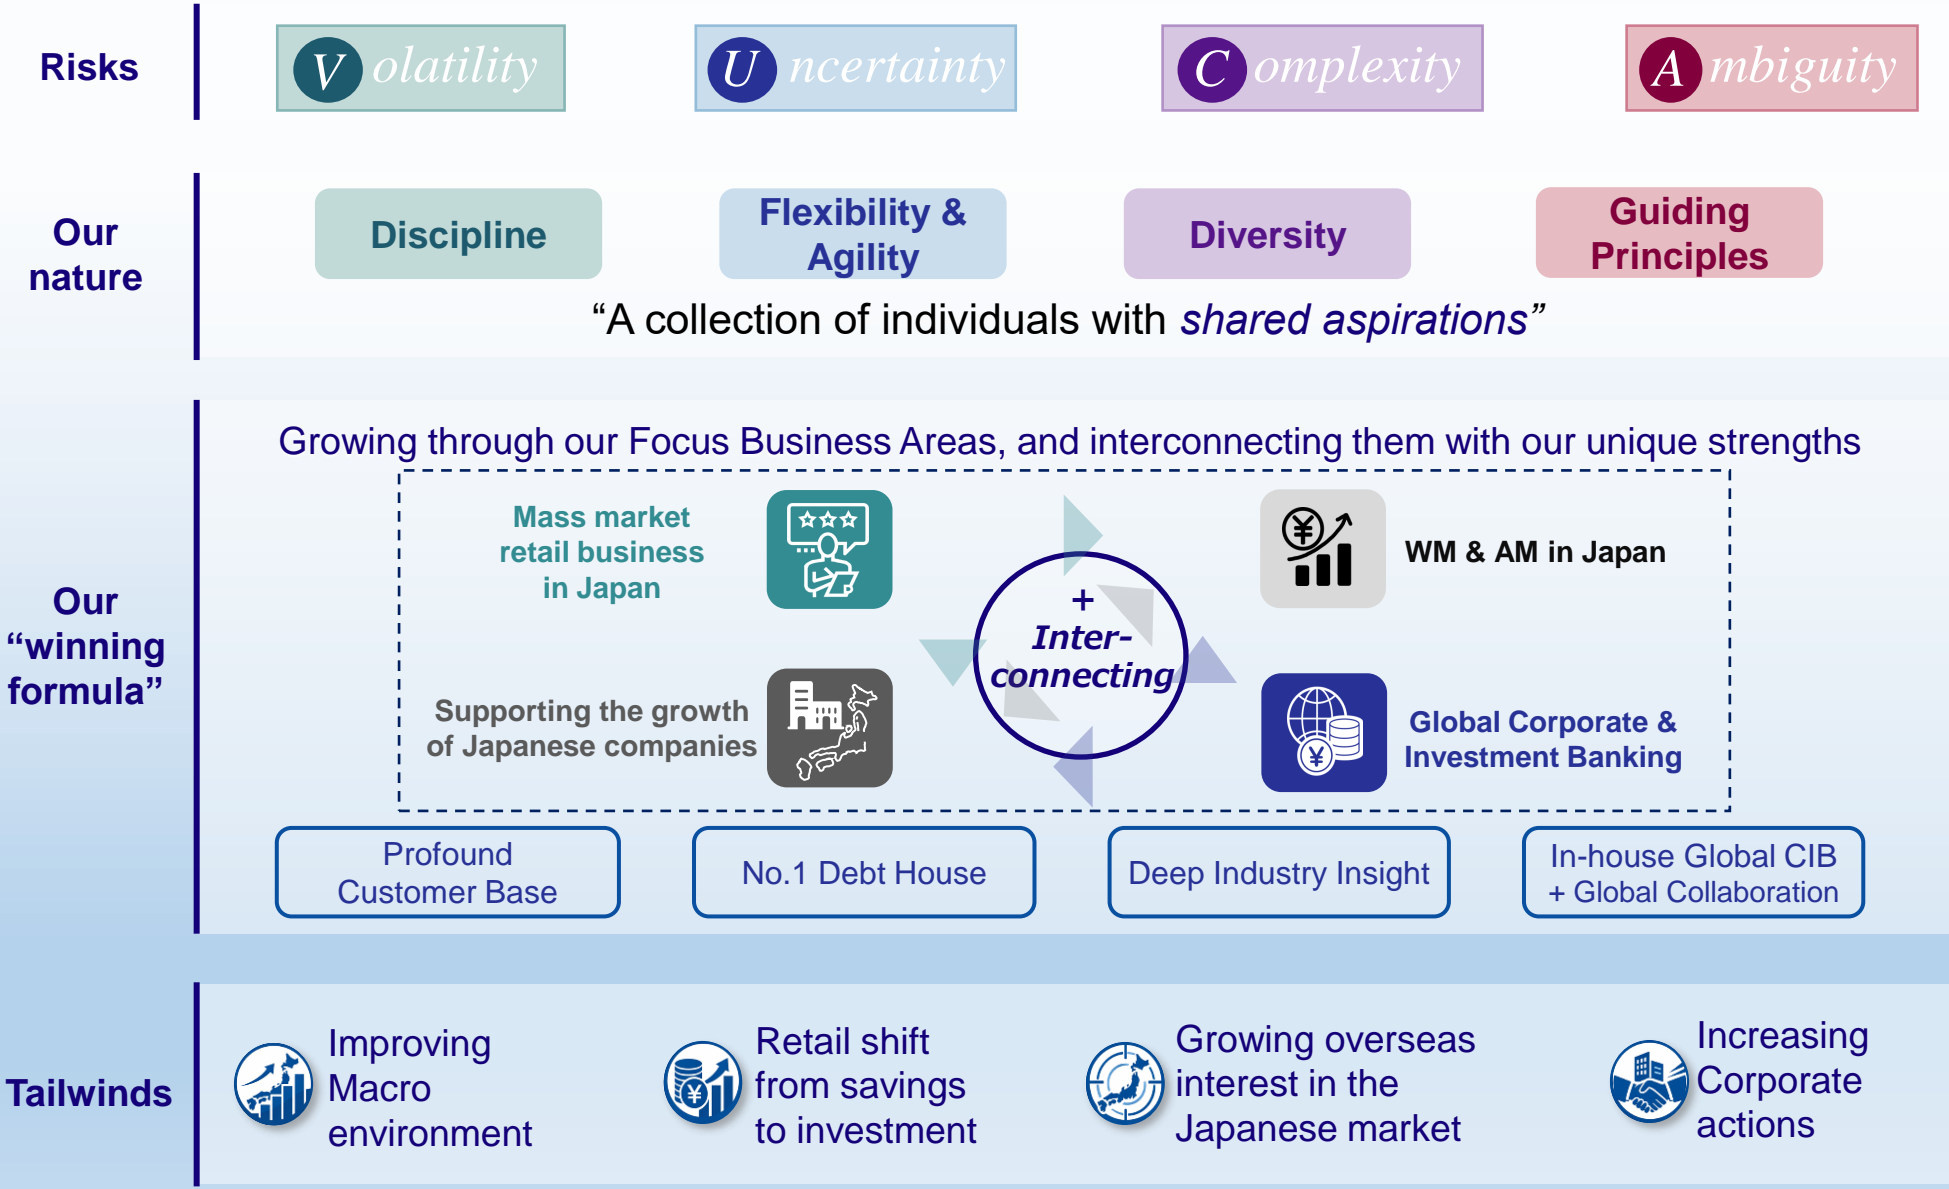 Risks
Volatility
Uncertainty
Complexity
Ambiguity
Our
nature
Discipline
Flexibility &
Agility
Diversity
Guiding
Principles
“A collection of individuals with shared aspirations”
Our
“winning
formula”
Growing through our Focus Business Areas, and interconnecting them with our unique strengths
Mass market
retail business
in Japan
¥
WM & AM in Japan
+
Inter-
connecting
Supporting the growth
of Japanese companies
¥
Global Corporate &
Investment Banking
Profound
Customer Base
No.1 Debt House
Deep Industry Insight
In-house Global CIB
+ Global Collaboration
Tailwinds
Improving
Macro
environment
¥
Retail shift
from savings
to investment
Growing overseas
interest in the
Japanese market
Increasing
Corporate
actions